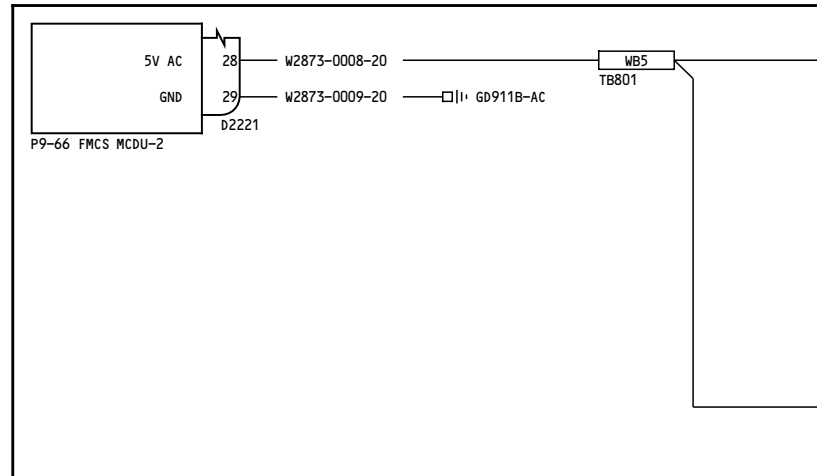 5V AC 28 W2873-0008-20 WB5
TB801
GND 29 W2873-0009-20 GD911B-AC
D2221
P9-66 FMCS MCDU-2